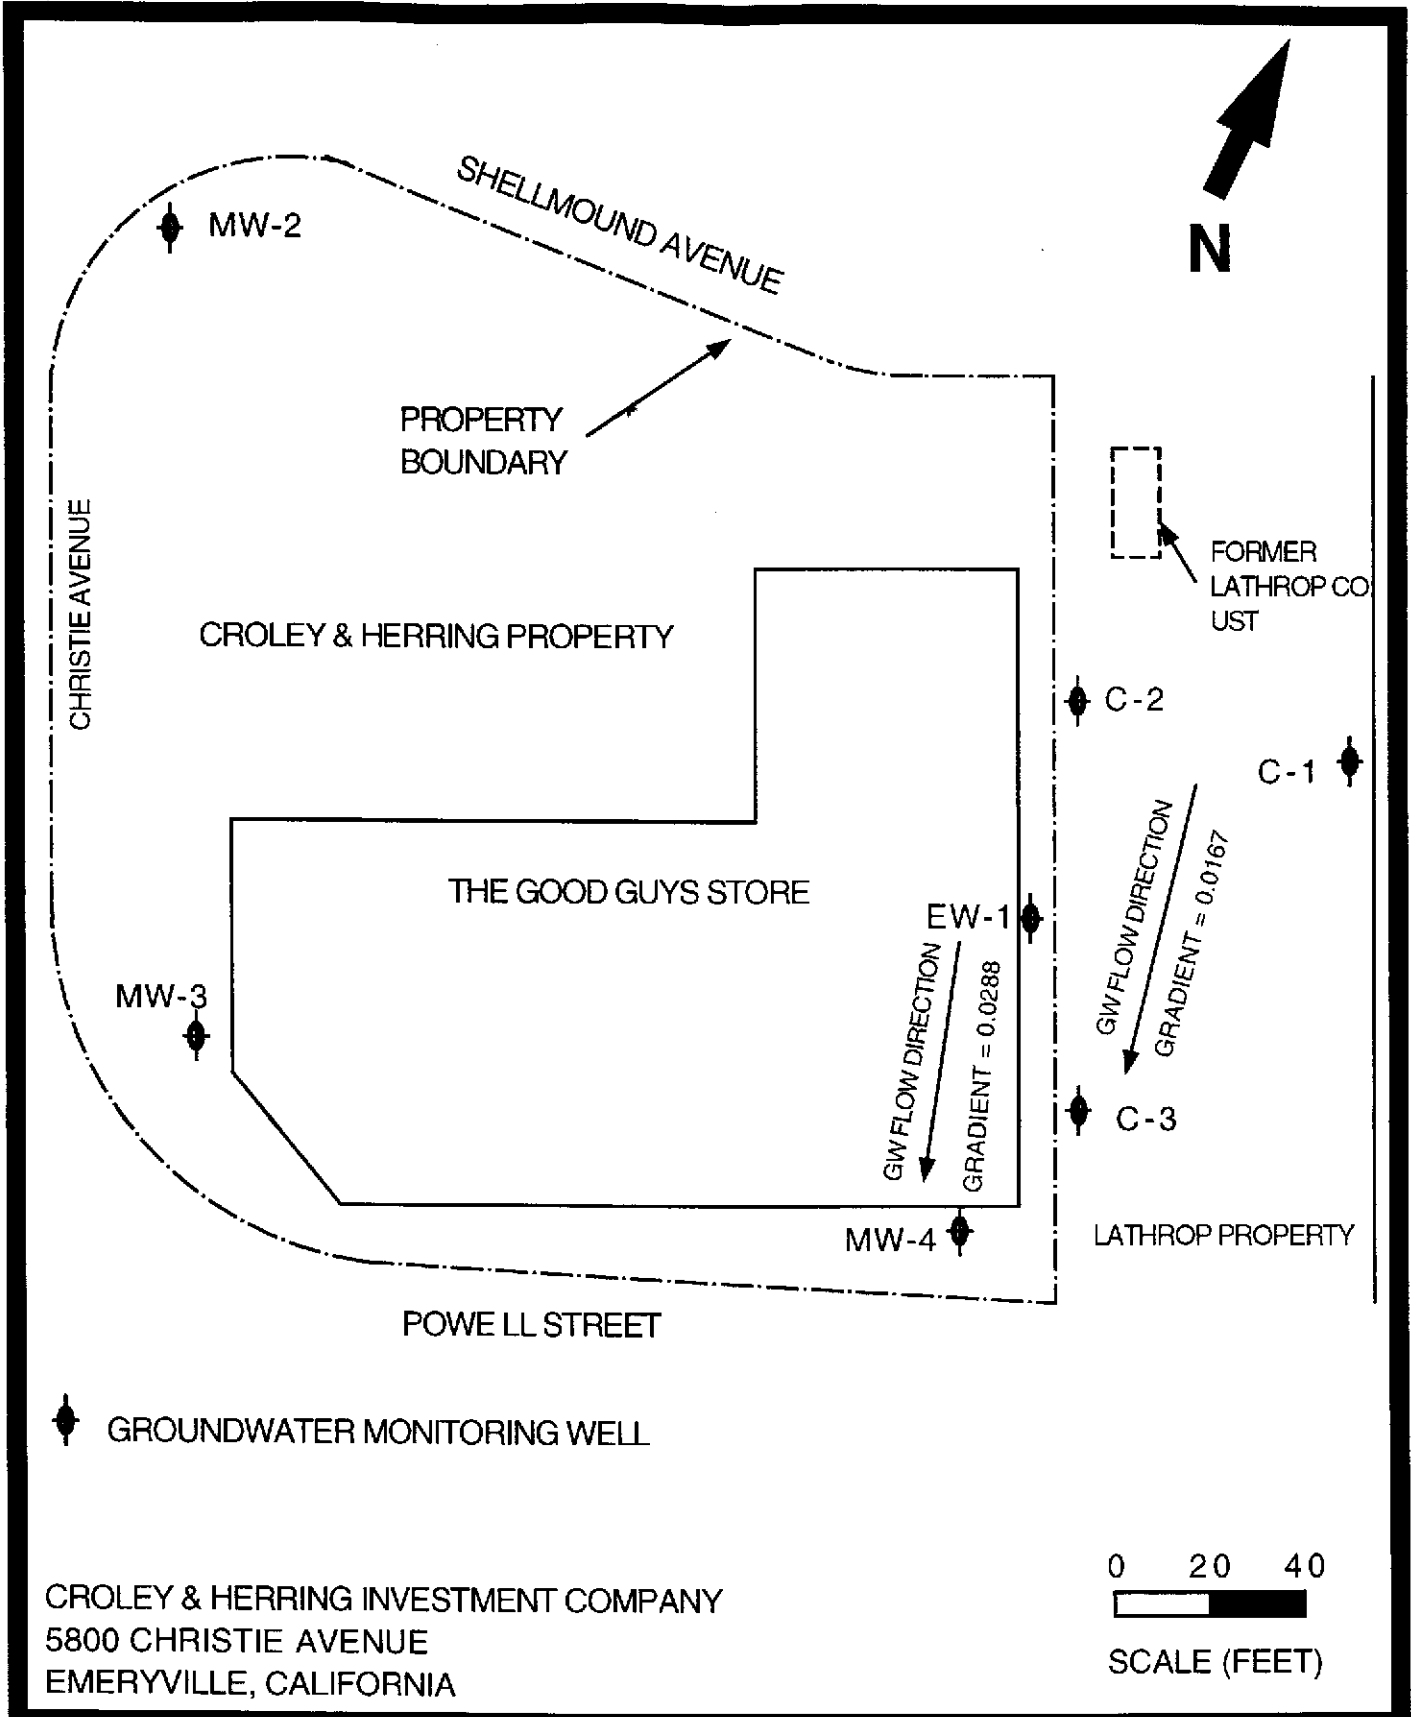 N
SHELLMOUND AVENUE
MW-2
PROPERTY
BOUNDARY
CHRISTIE AVENUE
FORMER
LATHROP CO
UST
CROLEY & HERRING PROPERTY
C-2
C-1
THE GOOD GUYS STORE
EW-1
GW FLOW DIRECTION
GRADIENT = 0.0167
MW-3
GW FLOW DIRECTION
GRADIENT = 0.0288
C-3
MW-4
LATHROP PROPERTY
POWE LL STREET
GROUNDWATER MONITORING WELL
0 20 40
SCALE (FEET)
CROLEY & HERRING INVESTMENT COMPANY
5800 CHRISTIE AVENUE
EMERYVILLE, CALIFORNIA